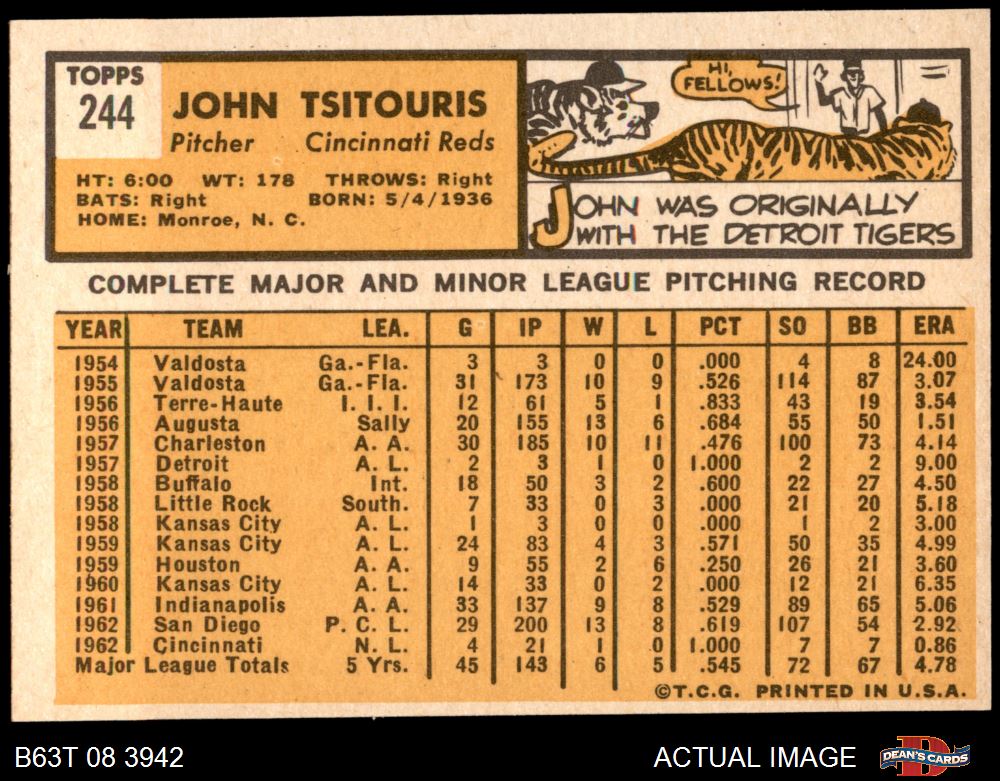 TOPPS
244
JOHN TSITOURIS
Pitcher Cincinnati Reds
HT: 6:00 WT: 178 THROWS: Right
BATS: Right BORN: 5/4/1936
HOME: Monroe, N. C.
HI,
FELLOWS!
JOHN WAS ORIGINALLY
WITH THE DETROIT TIGERS
COMPLETE MAJOR AND MINOR LEAGUE PITCHING RECORD
YEAR TEAM LEA. G IP W L PCT SO BB ERA
1954 Valdosta Ga.-Fla. 3 3 0 0 .000 4 8 24.00
1955 Valdosta Ga.-Fla. 31 173 10 9 .526 114 87 3.07
1956 Terre-Haute I. I. I. 12 61 5 1 .833 43 19 3.54
1956 Augusta Sally 20 155 13 6 .684 55 50 1.51
1957 Charleston A. A. 30 185 10 11 .476 100 73 4.14
1957 Detroit A. L. 2 3 1 0 1.000 2 2 9.00
1958 Buffalo Int. 18 50 3 2 .600 22 27 4.50
1958 Little Rock South. 7 33 0 3 .000 21 20 5.18
1958 Kansas City A. L. 1 3 0 0 .000 1 2 3.00
1959 Kansas City A. L. 24 83 4 3 .571 50 35 4.99
1959 Houston A. A. 9 55 2 6 .250 26 21 3.60
1960 Kansas City A. L. 14 33 0 2 .000 12 21 6.35
1961 Indianapolis A. A. 33 137 9 8 .529 89 65 5.06
1962 San Diego P. C. L. 29 200 13 8 .619 107 54 2.92
1962 Cincinnati N. L. 4 21 1 0 1.000 7 7 0.86
Major League Totals 5 Yrs. 45 143 6 5 .545 72 67 4.78
©T.C.G. PRINTED IN U.S.A.
B63T 08 3942 ACTUAL IMAGE DEAN'S CARDS